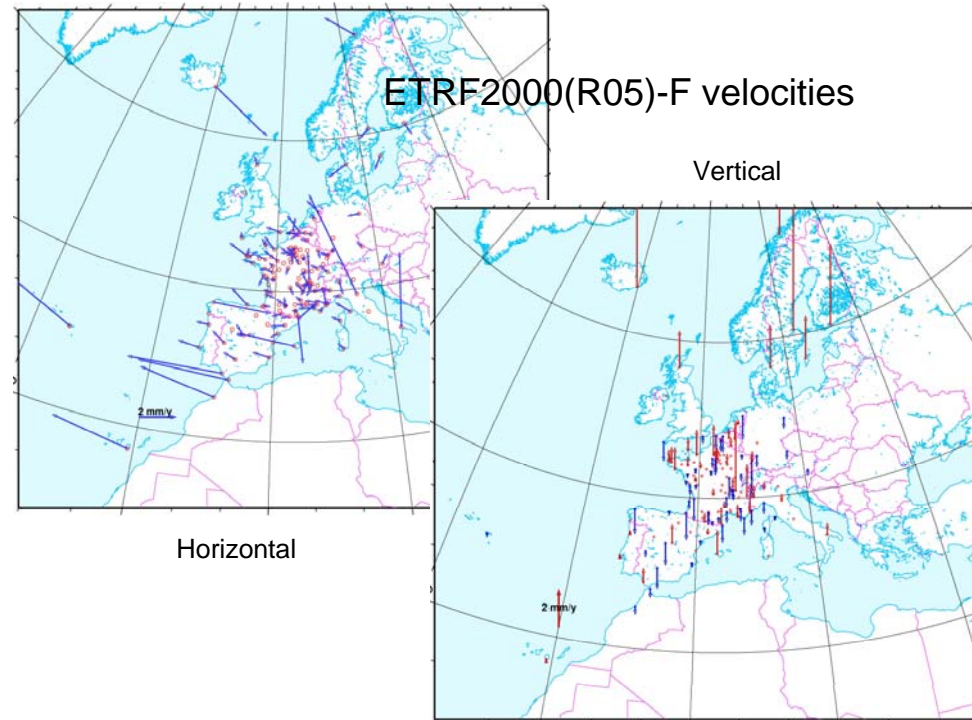 ETRF2000(R05)-F velocities
Vertical
2 mm/y
Horizontal
2 mm/y